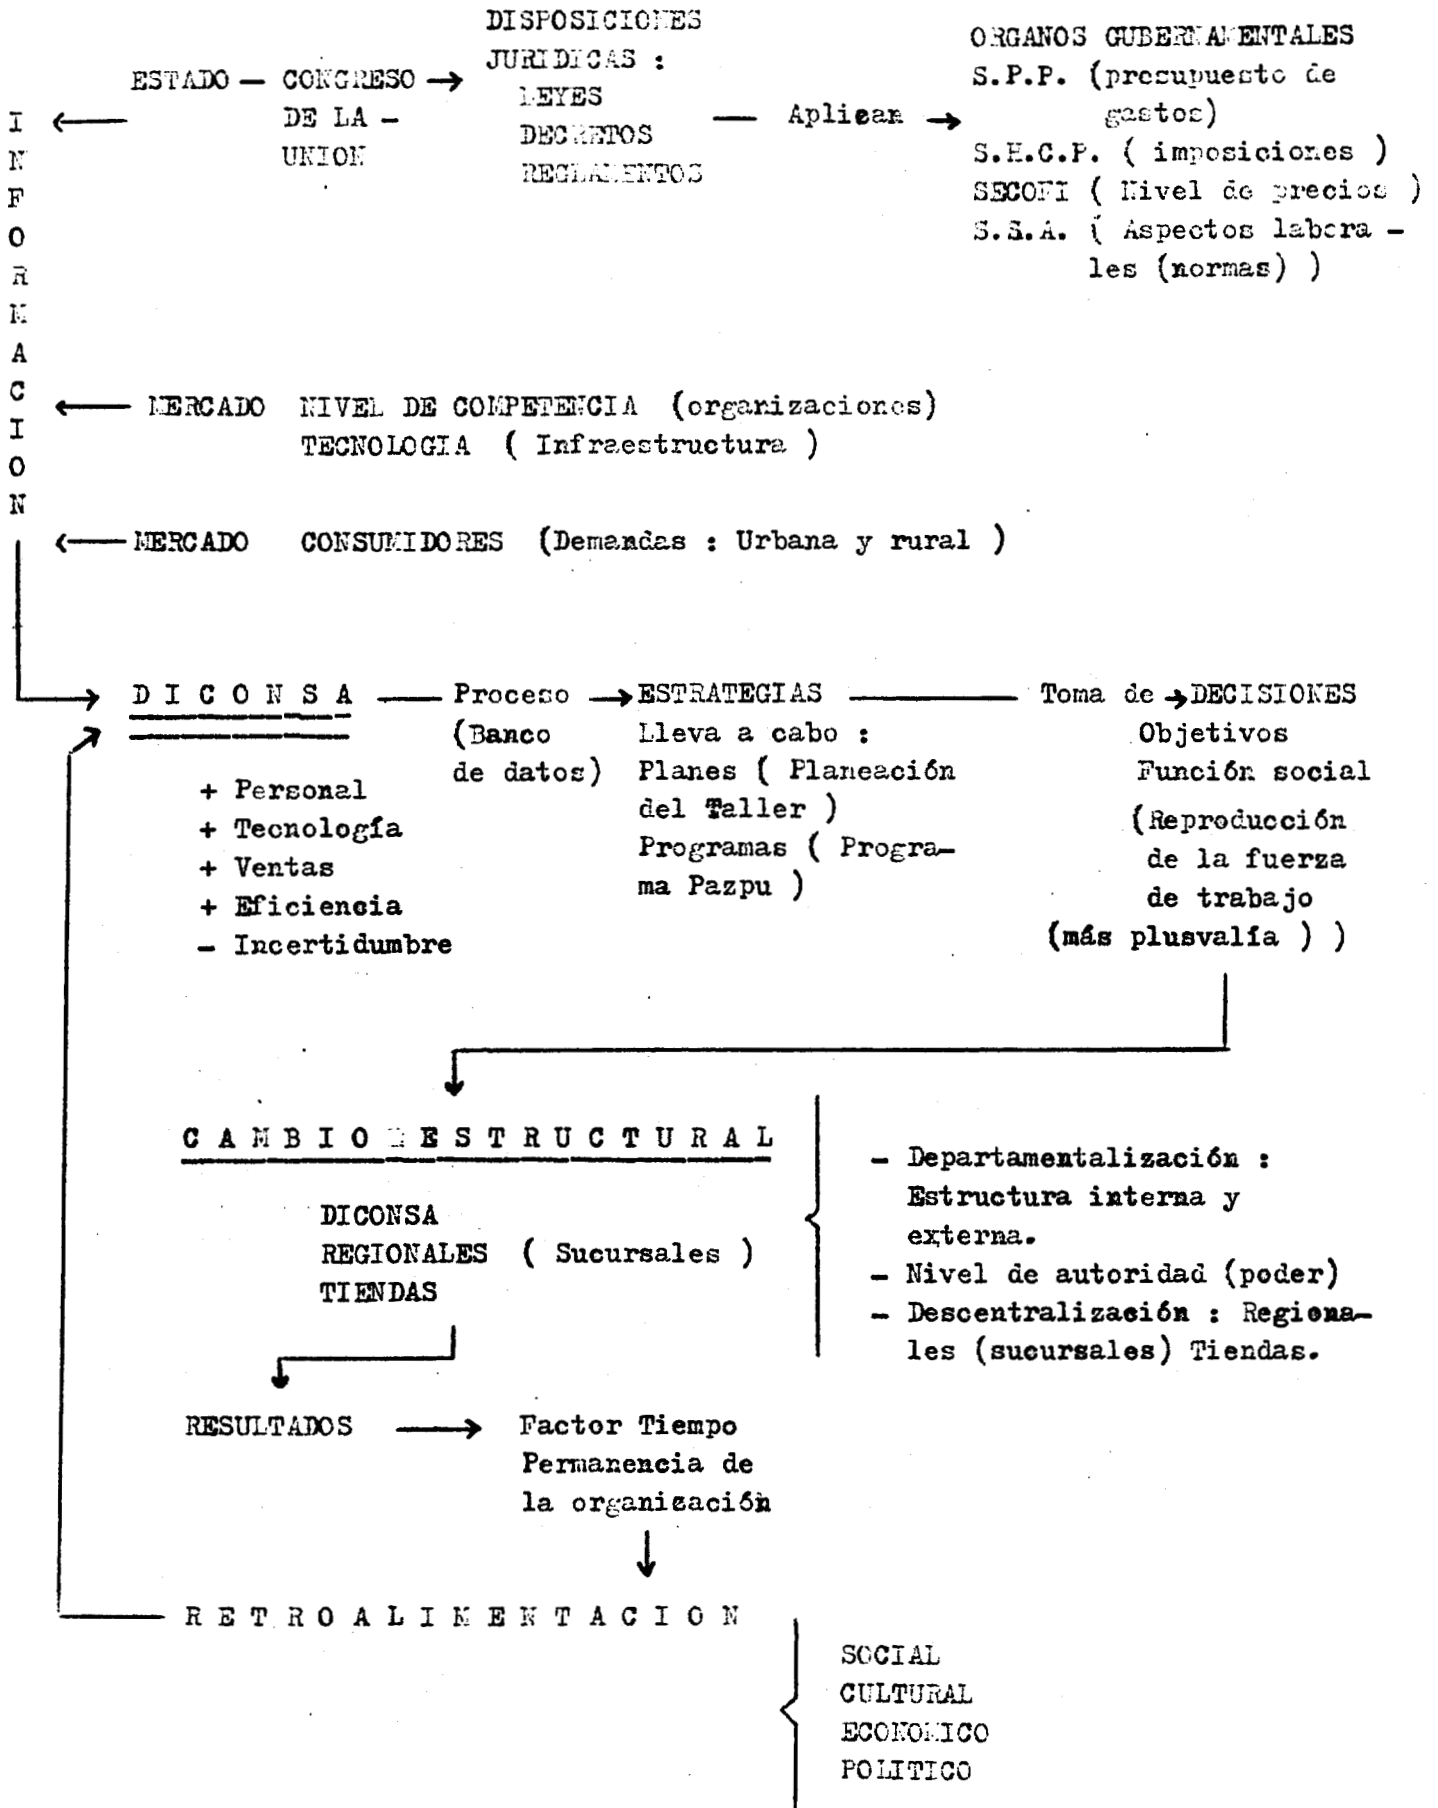 DISPOSICIONES
JURIDICAS :
LEYES
DECRETOS
REGLAMENTOS
ESTADO — CONGRESO
DE LA –
UNION
— Aplican
ORGANOS GUBERNAMENTALES
S.P.P. (presupuesto de
gastos)
S.H.C.P. ( imposiciones )
SECOFI ( Nivel de precios )
S.S.A. ( Aspectos labora –
les (normas) )
I
N
F
O
R
M
A
C
I
O
N
MERCADO NIVEL DE COMPETENCIA (organizaciones)
TECNOLOGIA ( Infraestructura )
MERCADO CONSUMIDORES (Demandas : Urbana y rural )
D I C O N S A
+ Personal
+ Tecnología
+ Ventas
+ Eficiencia
– Incertidumbre
Proceso
(Banco
de datos)
ESTRATEGIAS
Lleva a cabo :
Planes ( Planeación
del Taller )
Programas ( Progra–
ma Pazpu )
Toma de DECISIONES
Objetivos
Función social
(Reproducción
de la fuerza
de trabajo
(más plusvalía ) )
C A M B I O E S T R U C T U R A L
DICONSA
REGIONALES ( Sucursales )
TIENDAS
– Departamentalización :
Estructura interna y
externa.
– Nivel de autoridad (poder)
– Descentralización : Regiona–
les (sucursales) Tiendas.
RESULTADOS
Factor Tiempo
Permanencia de
la organización
R E T R O A L I M E N T A C I O N
SOCIAL
CULTURAL
ECONOMICO
POLITICO